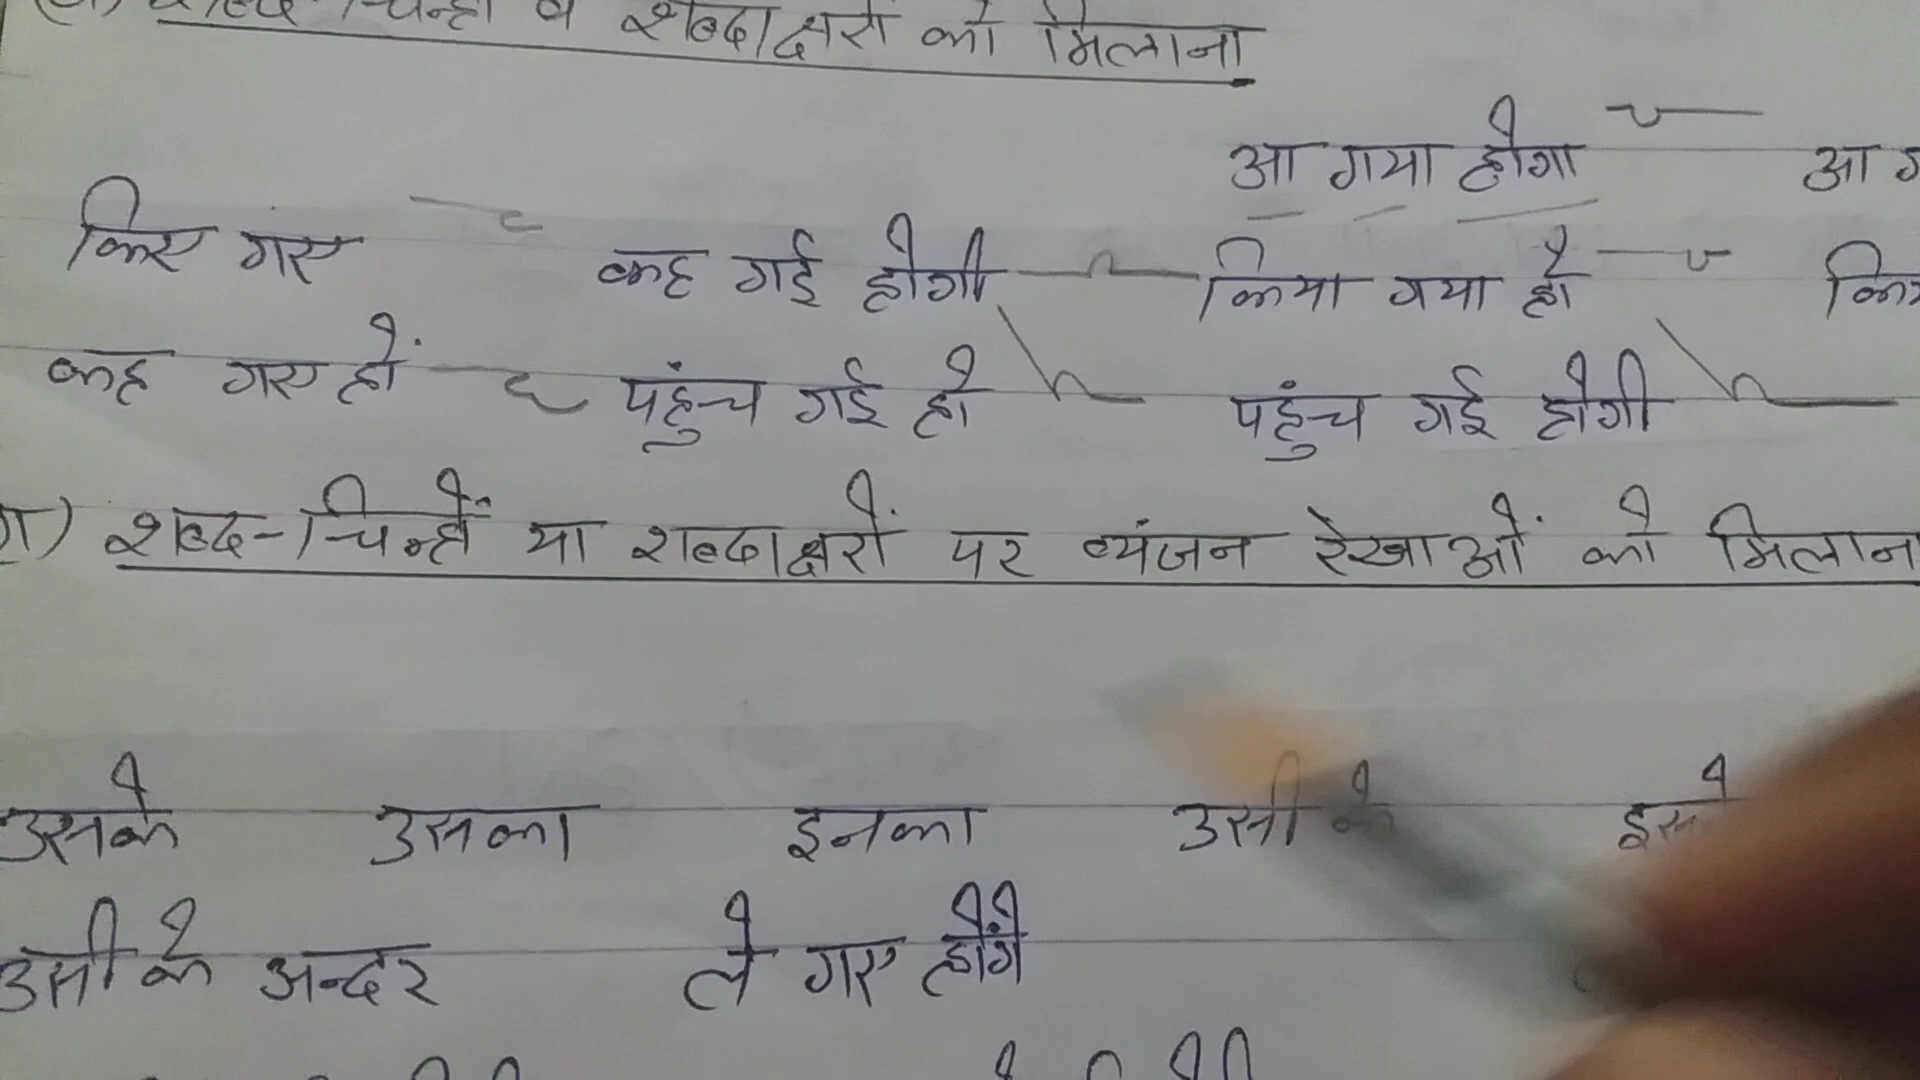 शब्द-चिन्हों व शब्दाक्षरों को मिलाना
आ गया होगा आ
किए गए कह गई होगी किया गया हो
कह गए हों पहुंच गई हो पहुंच गई होगी
ग) शब्द-चिन्हों या शब्दाक्षरों पर व्यंजन रेखाओं को मिलान
उसके उसका इनका उसी के
उसी के अन्दर ले गए होंगे